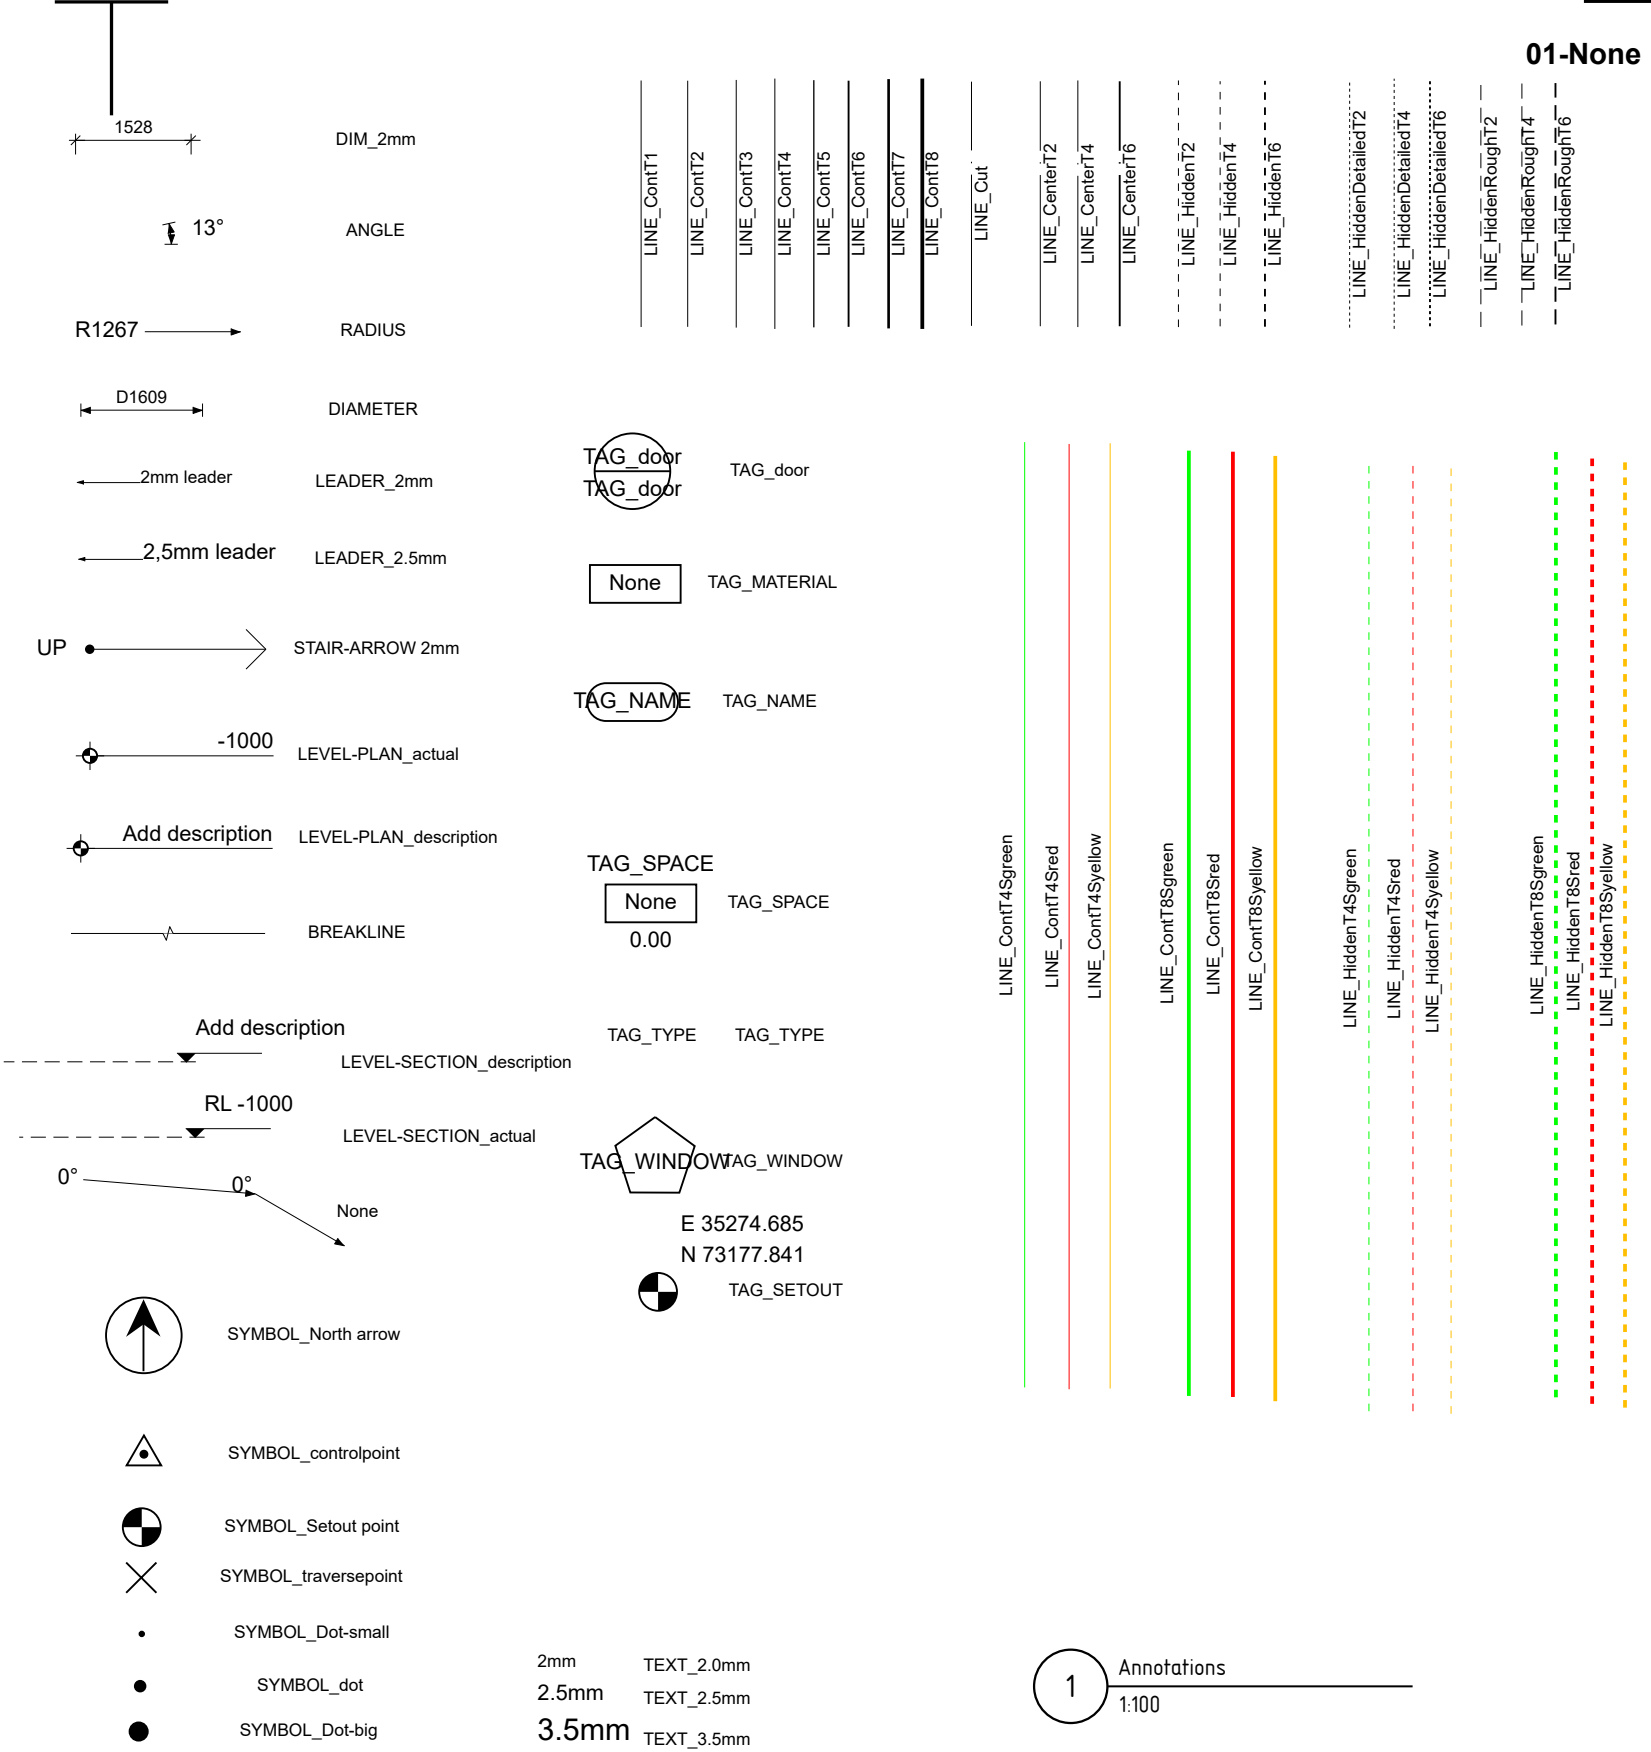 01-None
1528
DIM_2mm
13°
ANGLE
R1267
RADIUS
D1609
DIAMETER
2mm leader
LEADER_2mm
2,5mm leader
LEADER_2.5mm
UP
STAIR-ARROW 2mm
-1000
LEVEL-PLAN_actual
Add description
LEVEL-PLAN_description
BREAKLINE
Add description
LEVEL-SECTION_description
RL -1000
LEVEL-SECTION_actual
0°
0°
None
SYMBOL_North arrow
SYMBOL_controlpoint
SYMBOL_Setout point
SYMBOL_traversepoint
SYMBOL_Dot-small
SYMBOL_dot
SYMBOL_Dot-big
TAG_door
TAG_door
TAG_door
None
TAG_MATERIAL
TAG_NAME
TAG_NAME
TAG_SPACE
None
0.00
TAG_SPACE
TAG_TYPE
TAG_TYPE
TAG_WINDOW
TAG_WINDOW
E 35274.685
N 73177.841
TAG_SETOUT
2mm
TEXT_2.0mm
2.5mm
TEXT_2.5mm
3.5mm
TEXT_3.5mm
LINE_ContT1
LINE_ContT2
LINE_ContT3
LINE_ContT4
LINE_ContT5
LINE_ContT6
LINE_ContT7
LINE_ContT8
LINE_Cut
LINE_CenterT2
LINE_CenterT4
LINE_CenterT6
LINE_HiddenT2
LINE_HiddenT4
LINE_HiddenT6
LINE_HiddenDetailedT2
LINE_HiddenDetailedT4
LINE_HiddenDetailedT6
LINE_HiddenRoughT2
LINE_HiddenRoughT4
LINE_HiddenRoughT6
LINE_ContT4Sgreen
LINE_ContT4Sred
LINE_ContT4Syellow
LINE_ContT8Sgreen
LINE_ContT8Sred
LINE_ContT8Syellow
LINE_HiddenT4Sgreen
LINE_HiddenT4Sred
LINE_HiddenT4Syellow
LINE_HiddenT8Sgreen
LINE_HiddenT8Sred
LINE_HiddenT8Syellow
1
Annotations
1:100